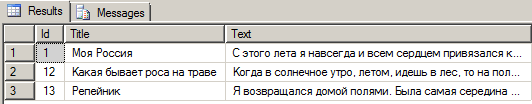 Results Messages
Id Title Text
1 1 Моя Россия С этого лета я навсегда и всем сердцем привязался к...
2 12 Какая бывает роса на траве Когда в солнечное утро, летом, идешь в лес, то на пол...
3 13 Репейник Я возвращался домой полями. Была самая середина ...